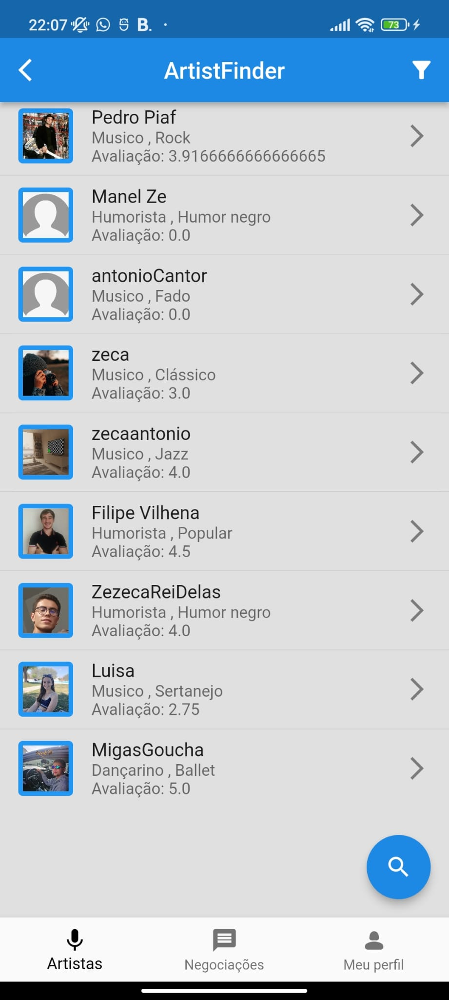 22:07 B. 73
ArtistFinder
Pedro Piaf
Musico , Rock
Avaliação: 3.9166666666666665
Manel Ze
Humorista , Humor negro
Avaliação: 0.0
antonioCantor
Musico , Fado
Avaliação: 0.0
zeca
Musico , Clássico
Avaliação: 3.0
zecaantonio
Musico , Jazz
Avaliação: 4.0
Filipe Vilhena
Humorista , Popular
Avaliação: 4.5
ZezecaReiDelas
Humorista , Humor negro
Avaliação: 4.0
Luisa
Musico , Sertanejo
Avaliação: 2.75
MigasGoucha
Dançarino , Ballet
Avaliação: 5.0
Artistas
Negociações
Meu perfil